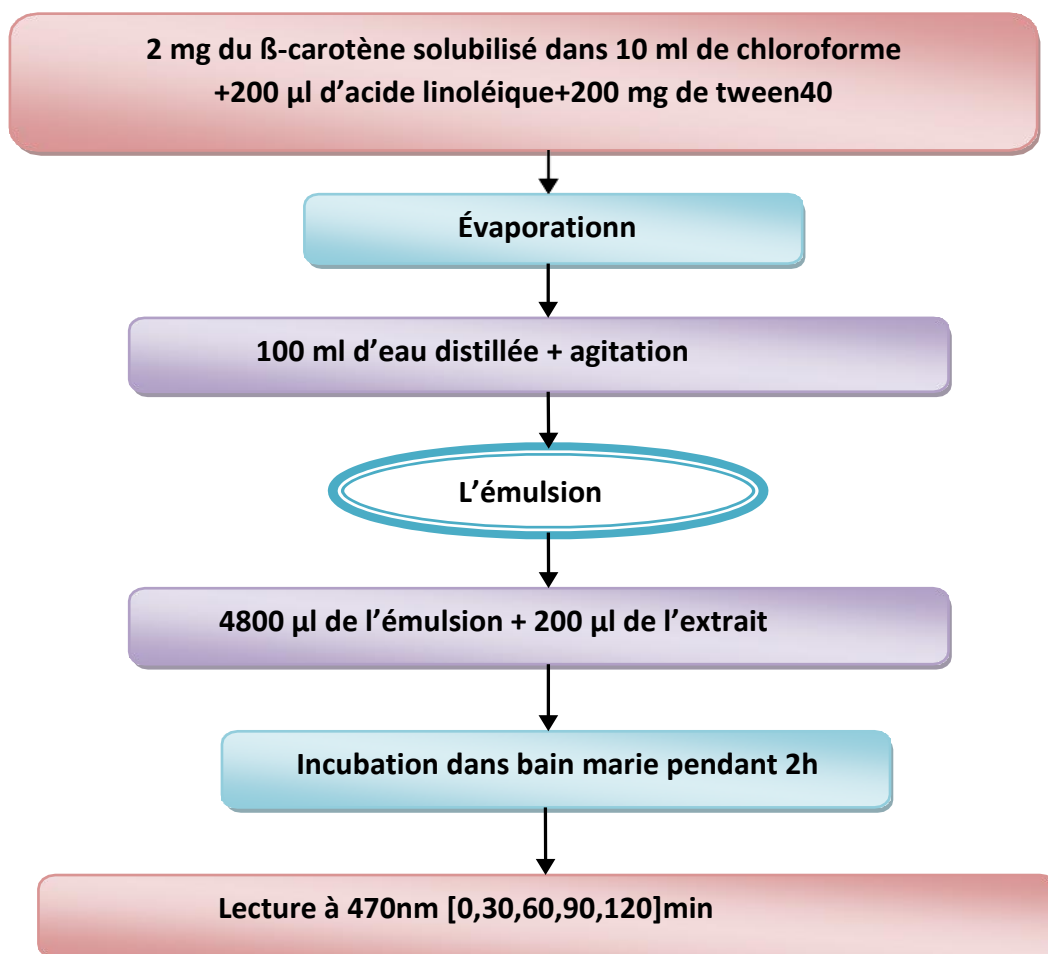 2 mg du ß-carotène solubilisé dans 10 ml de chloroforme
+200 µl d’acide linoléique+200 mg de tween40
Évaporationn
100 ml d’eau distillée + agitation
L’émulsion
4800 µl de l’émulsion + 200 µl de l’extrait
Incubation dans bain marie pendant 2h
Lecture à 470nm [0,30,60,90,120]min